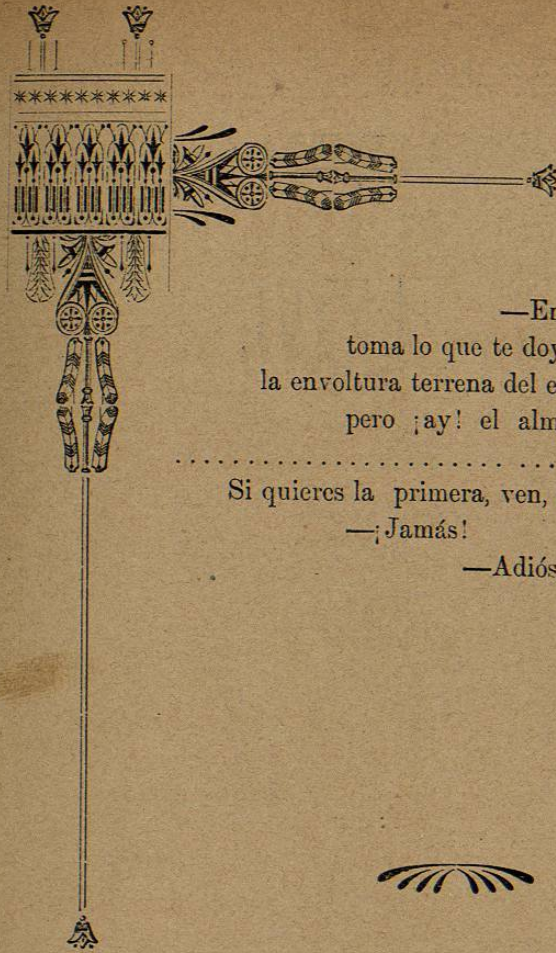 —En
toma lo que te doy
la envoltura terrena del e
pero ¡ay! el alm
. . . . . . . . . . . . . . . . . . . . . . . . . . .
Si quieres la primera, ven,
—¡Jamás!
—Adiós